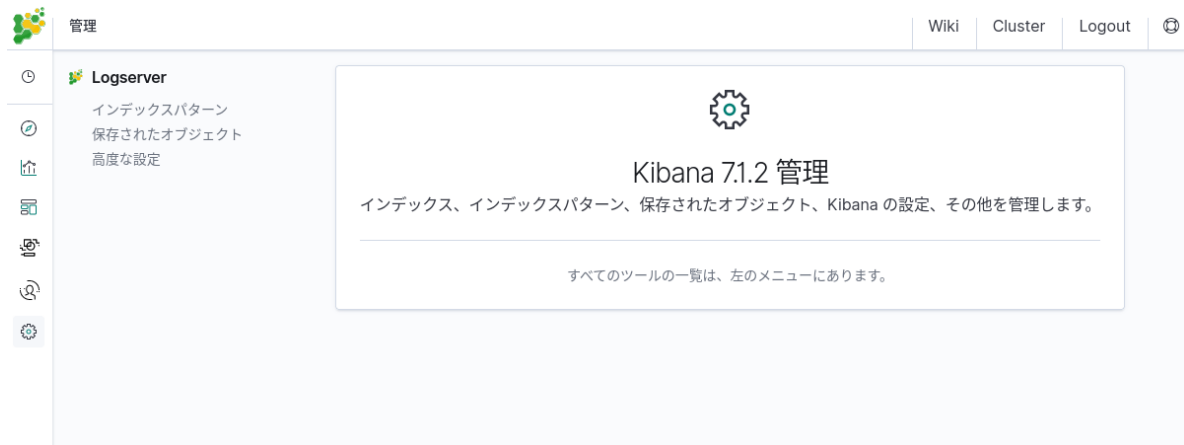 管理
Wiki
Cluster
Logout
Logserver
インデックスパターン
保存されたオブジェクト
高度な設定
Kibana 7.1.2 管理
インデックス、インデックスパターン、保存されたオブジェクト、Kibana の設定、その他を管理します。
すべてのツールの一覧は、左のメニューにあります。